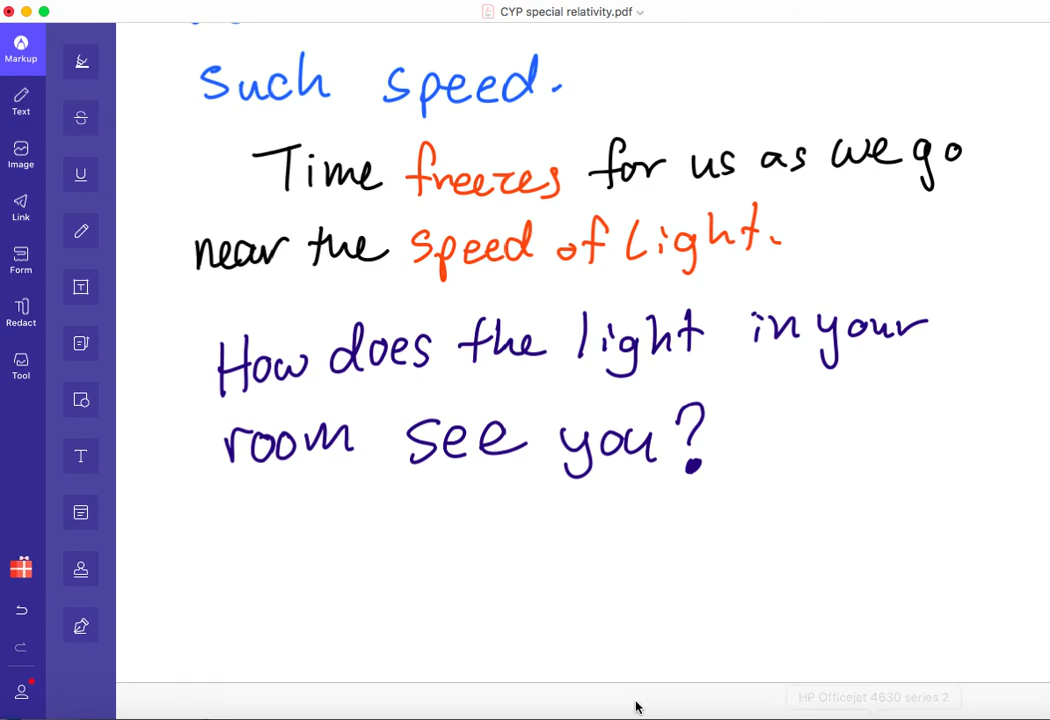 CYP special relativity.pdf
Markup
Text
Image
Link
Form
Redact
Tool
such speed.
Time freezes for us as we go
near the speed of light.
How does the light in your
room see you?
HP Officejet 4630 series 2